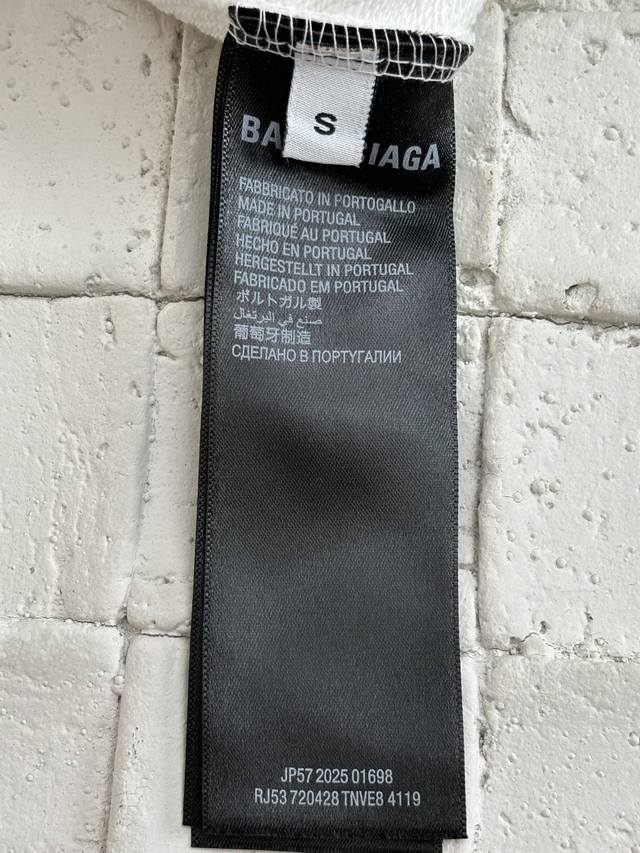 S
BA IAGA
FABBRICATO IN PORTOGALLO
MADE IN PORTUGAL
FABRIQUÉ AU PORTUGAL
HECHO EN PORTUGAL
HERGESTELLT IN PORTUGAL
FABRICADO EM PORTUGAL
ポルトガル製
صنع في البرتغال
葡萄牙制造
СДЕЛАНО В ПОРТУГАЛИИ
JP57 2025 01698
RJ53 720428 TNVE8 4119